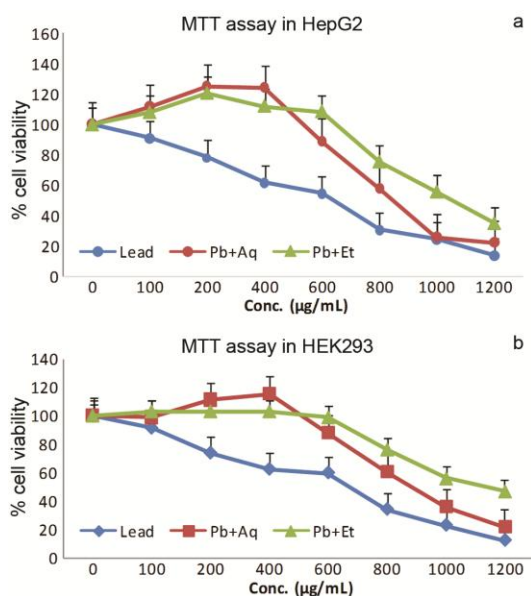 MTT assay in HepG2 a
160
140
120
100
80
60
40
20
0
% cell viability
Lead Pb+Aq Pb+Et
0 100 200 400 600 800 1000 1200
Conc. (µg/mL)
MTT assay in HEK293 b
140
120
100
80
60
40
20
0
% cell viability
Lead Pb+Aq Pb+Et
0 100 200 400 600 800 1000 1200
Conc. (µg/mL)